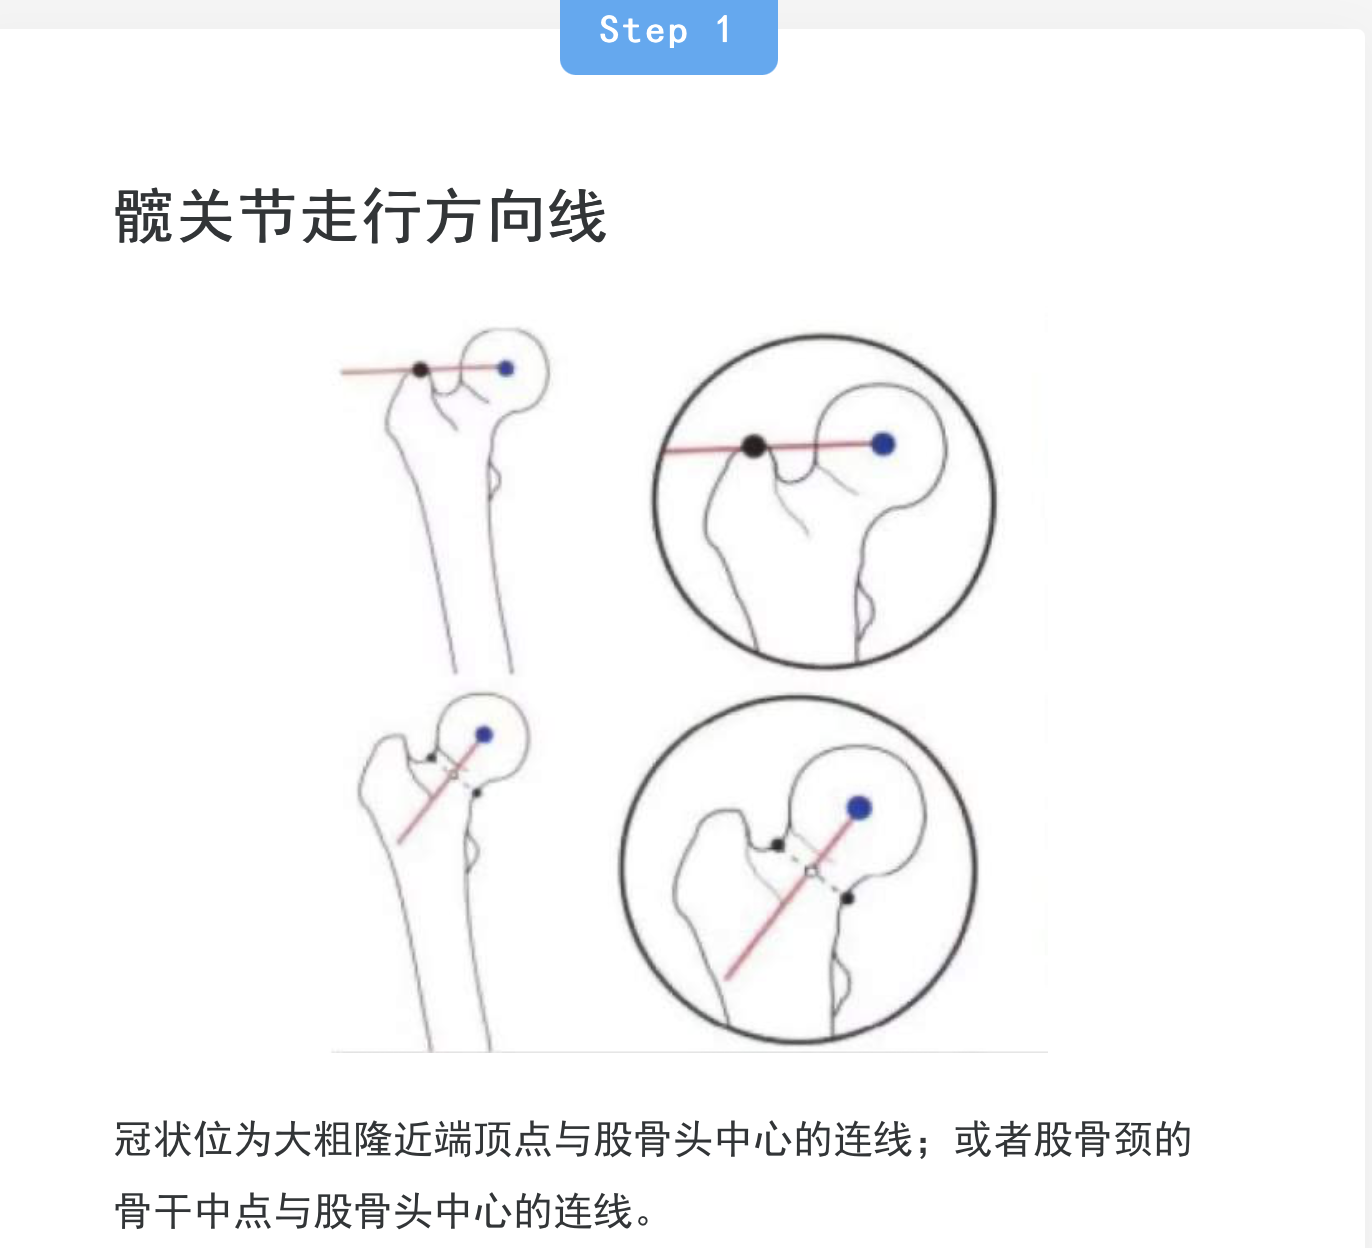 Step 1
髋关节走行方向线
冠状位为大粗隆近端顶点与股骨头中心的连线；或者股骨颈的
骨干中点与股骨头中心的连线。